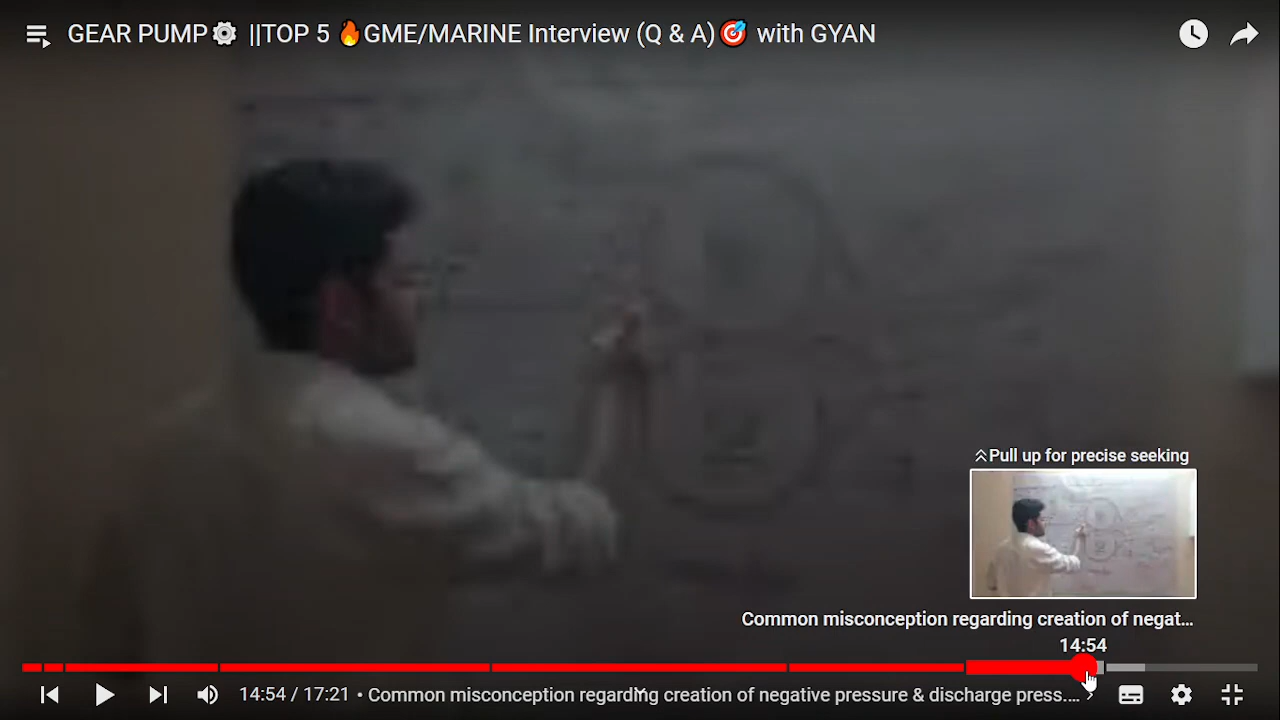 GEAR PUMP⚙️ ||TOP 5 🔥GME/MARINE Interview (Q & A)🎯 with GYAN
Pull up for precise seeking
Common misconception regarding creation of negat...
14:54
14:54 / 17:21 • Common misconception regarding creation of negative pressure & discharge press....